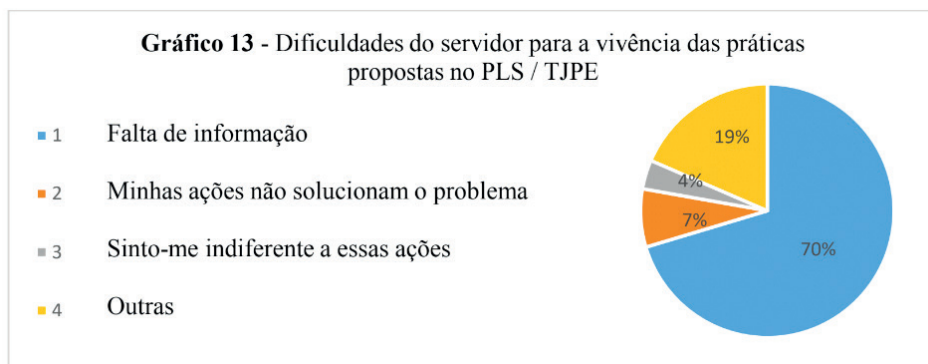 Gráfico 13 - Dificuldades do servidor para a vivência das práticas
propostas no PLS / TJPE
1 Falta de informação
2 Minhas ações não solucionam o problema
3 Sinto-me indiferente a essas ações
4 Outras
19%
4%
7%
70%